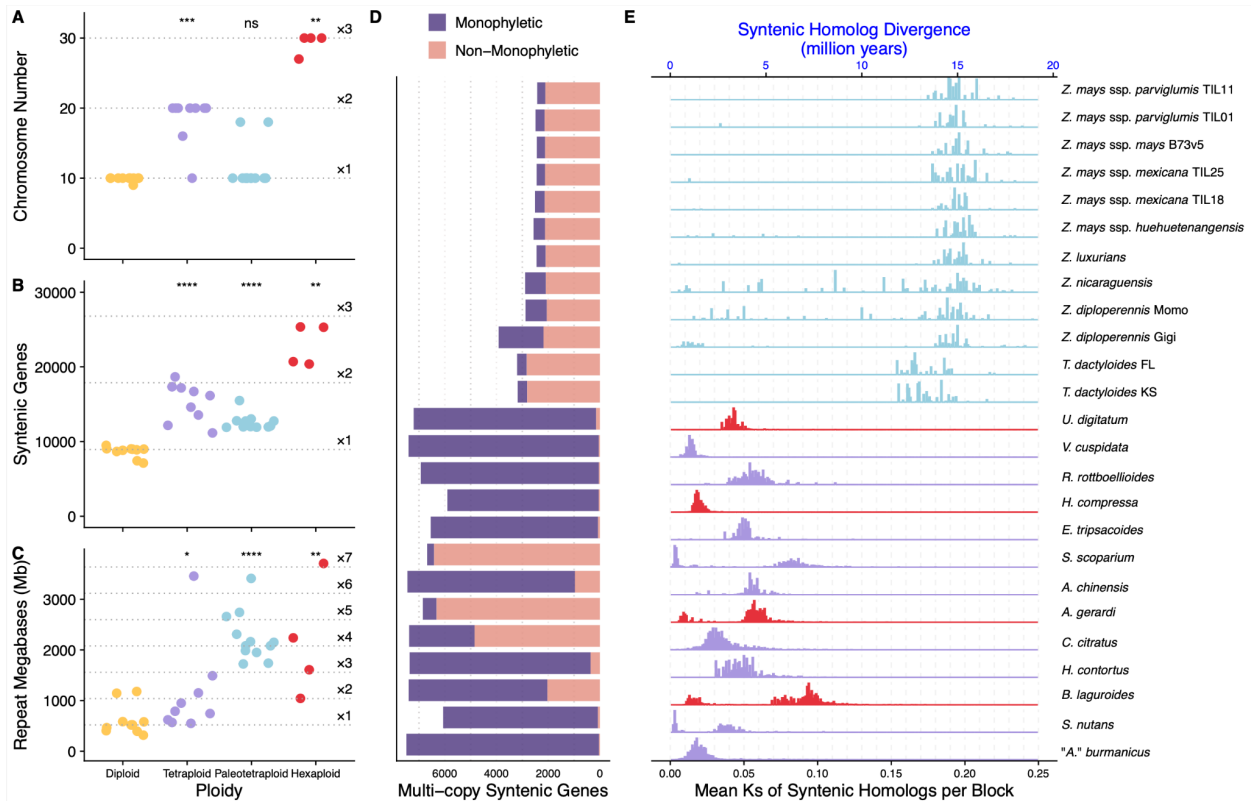 A
Chromosome Number
30
20
10
0
***
ns
**
×3
×2
×1
B
Syntenic Genes
30000
20000
10000
0
****
****
**
×3
×2
×1
C
Repeat Megabases (Mb)
3000
2000
1000
0
*
****
**
×7
×6
×5
×4
×3
×2
×1
Diploid Tetraploid Paleotetraploid Hexaploid
Ploidy
D
Monophyletic
Non−Monophyletic
6000 4000 2000 0
Multi−copy Syntenic Genes
E
Syntenic Homolog Divergence
(million years)
0 5 10 15 20
Z. mays ssp. parviglumis TIL11
Z. mays ssp. parviglumis TIL01
Z. mays ssp. mays B73v5
Z. mays ssp. mexicana TIL25
Z. mays ssp. mexicana TIL18
Z. mays ssp. huehuetenangensis
Z. luxurians
Z. nicaraguensis
Z. diploperennis Momo
Z. diploperennis Gigi
T. dactyloides FL
T. dactyloides KS
U. digitatum
V. cuspidata
R. rottboellioides
H. compressa
E. tripsacoides
S. scoparium
A. chinensis
A. gerardi
C. citratus
H. contortus
B. laguroides
S. nutans
"A." burmanicus
0.00 0.05 0.10 0.15 0.20 0.25
Mean Ks of Syntenic Homologs per Block